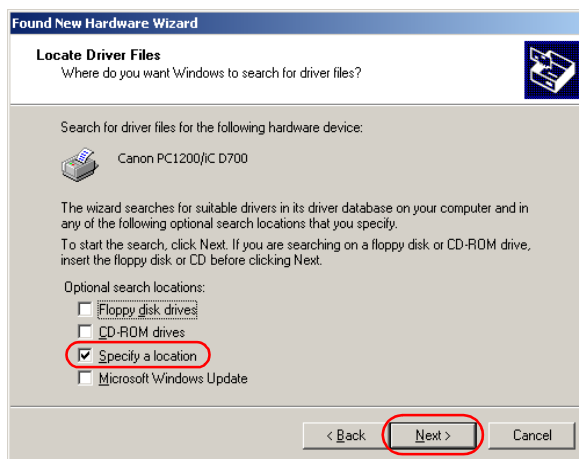 Found New Hardware Wizard
Locate Driver Files
Where do you want Windows to search for driver files?
Search for driver files for the following hardware device:
Canon PC1200/iC D700
The wizard searches for suitable drivers in its driver database on your computer and in
any of the following optional search locations that you specify.
To start the search, click Next. If you are searching on a floppy disk or CD-ROM drive,
insert the floppy disk or CD before clicking Next.
Optional search locations:
Floppy disk drives
CD-ROM drives
Specify a location
Microsoft Windows Update
< Back Next > Cancel